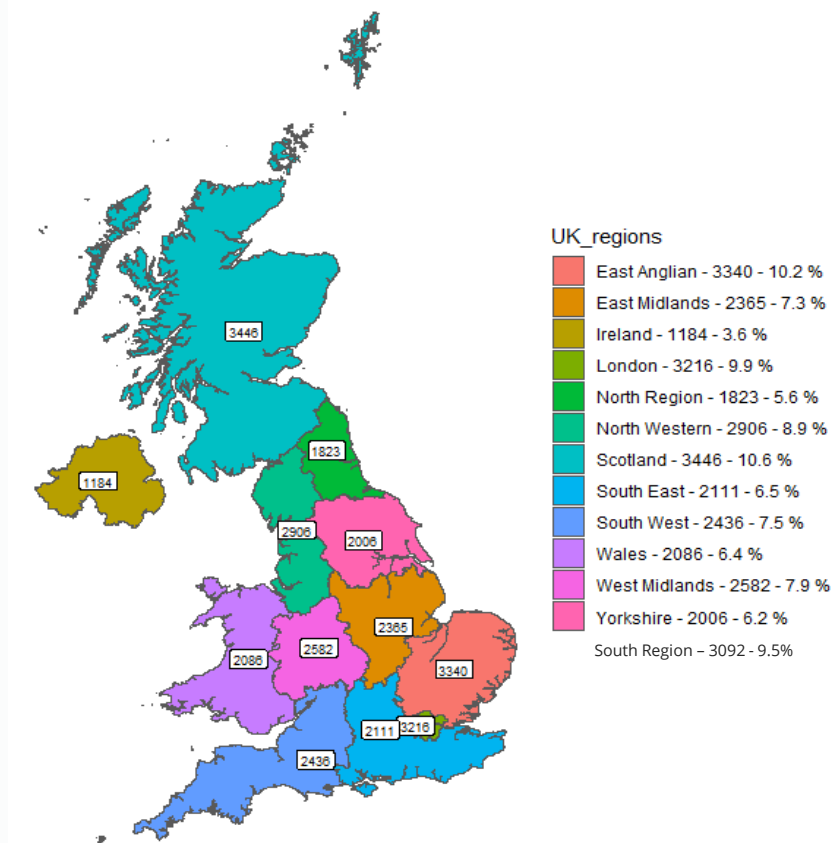 UK_regions
East Anglian - 3340 - 10.2 %
East Midlands - 2365 - 7.3 %
Ireland - 1184 - 3.6 %
London - 3216 - 9.9 %
North Region - 1823 - 5.6 %
North Western - 2906 - 8.9 %
Scotland - 3446 - 10.6 %
South East - 2111 - 6.5 %
South West - 2436 - 7.5 %
Wales - 2086 - 6.4 %
West Midlands - 2582 - 7.9 %
Yorkshire - 2006 - 6.2 %
South Region – 3092 - 9.5%
3446
1823
1184
2906
2006
2365
2582
2086
3340
2111
3216
2436